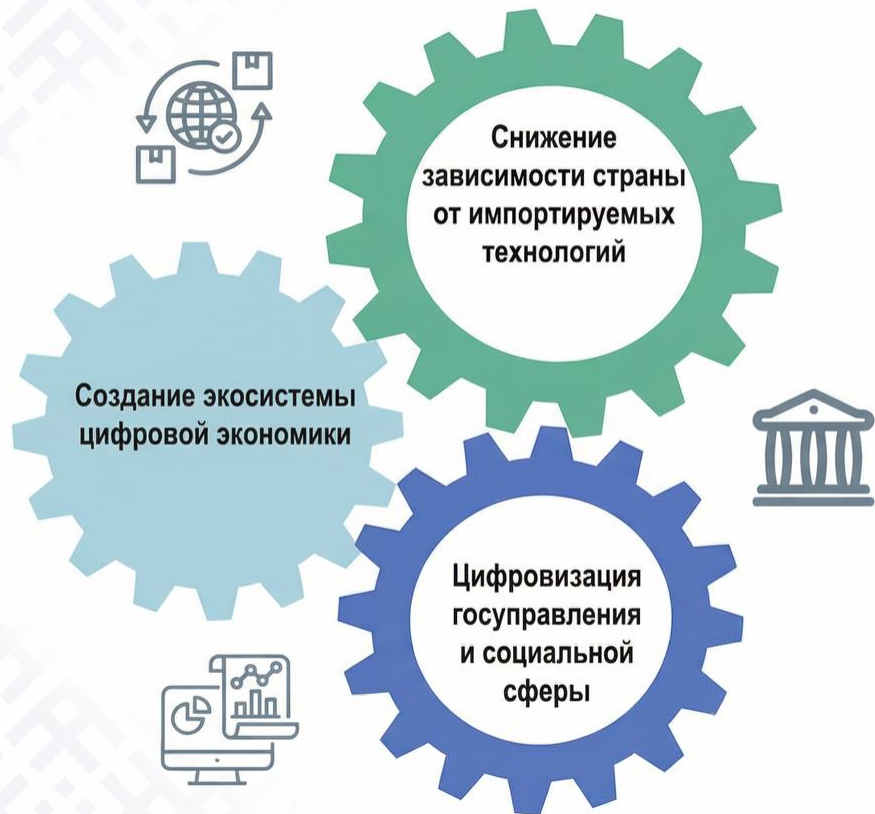 Снижение
зависимости страны
от импортируемых
технологий
Создание экосистемы
цифровой экономики
Цифровизация
госуправления
и социальной
сферы